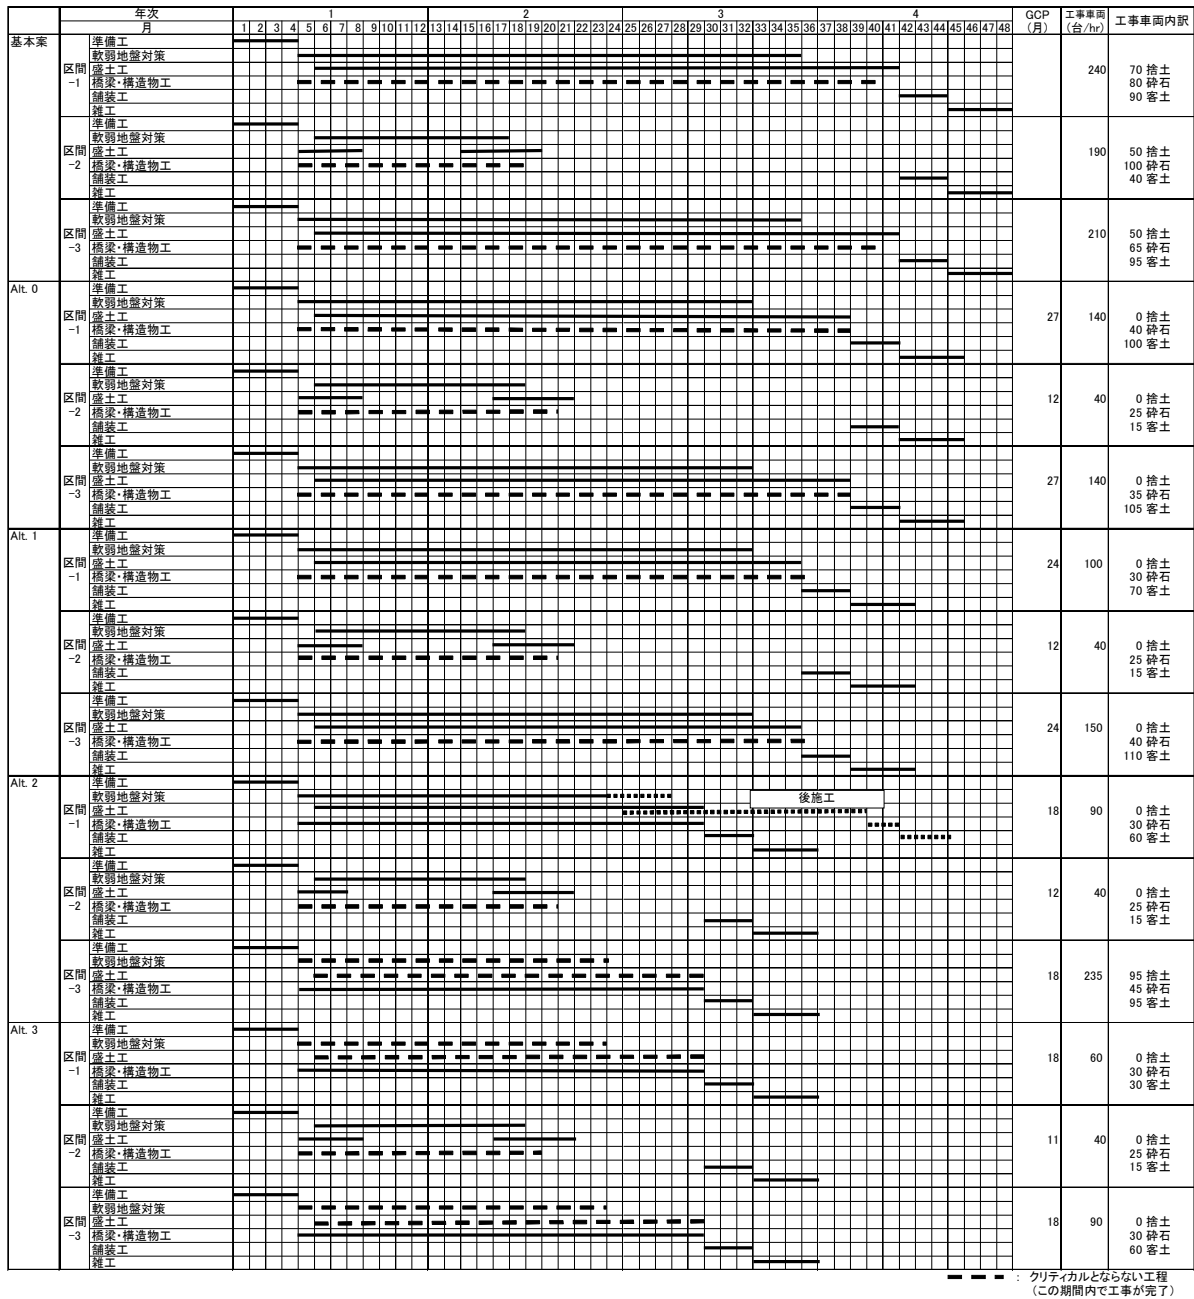 年次 1 2 3 4 GCP 工事車両 工事車両内訳
月 1 2 3 4 5 6 7 8 9 10 11 12 13 14 15 16 17 18 19 20 21 22 23 24 25 26 27 28 29 30 31 32 33 34 35 36 37 38 39 40 41 42 43 44 45 46 47 48 (月) (台/hr)
基本案 準備工
軟弱地盤対策
区間 盛土工 240 70 捨土
-1 橋梁・構造物工 80 砕石
舗装工 90 客土
雑工
準備工
軟弱地盤対策
区間 盛土工 190 50 捨土
-2 橋梁・構造物工 100 砕石
舗装工 40 客土
雑工
準備工
軟弱地盤対策
区間 盛土工 210 50 捨土
-3 橋梁・構造物工 65 砕石
舗装工 95 客土
雑工
Alt. 0 準備工
軟弱地盤対策
区間 盛土工 27 140 0 捨土
-1 橋梁・構造物工 40 砕石
舗装工 100 客土
雑工
準備工
軟弱地盤対策
区間 盛土工 12 40 0 捨土
-2 橋梁・構造物工 25 砕石
舗装工 15 客土
雑工
準備工
軟弱地盤対策
区間 盛土工 27 140 0 捨土
-3 橋梁・構造物工 35 砕石
舗装工 105 客土
雑工
Alt. 1 準備工
軟弱地盤対策
区間 盛土工 24 100 0 捨土
-1 橋梁・構造物工 30 砕石
舗装工 70 客土
雑工
準備工
軟弱地盤対策
区間 盛土工 12 40 0 捨土
-2 橋梁・構造物工 25 砕石
舗装工 15 客土
雑工
準備工
軟弱地盤対策
区間 盛土工 24 150 0 捨土
-3 橋梁・構造物工 40 砕石
舗装工 110 客土
雑工
Alt. 2 準備工
軟弱地盤対策 後施工
区間 盛土工 18 90 0 捨土
-1 橋梁・構造物工 30 砕石
舗装工 60 客土
雑工
準備工
軟弱地盤対策
区間 盛土工 12 40 0 捨土
-2 橋梁・構造物工 25 砕石
舗装工 15 客土
雑工
準備工
軟弱地盤対策
区間 盛土工 18 235 95 捨土
-3 橋梁・構造物工 45 砕石
舗装工 95 客土
雑工
Alt. 3 準備工
軟弱地盤対策
区間 盛土工 18 60 0 捨土
-1 橋梁・構造物工 30 砕石
舗装工 30 客土
雑工
準備工
軟弱地盤対策
区間 盛土工 11 40 0 捨土
-2 橋梁・構造物工 25 砕石
舗装工 15 客土
雑工
準備工
軟弱地盤対策
区間 盛土工 18 90 0 捨土
-3 橋梁・構造物工 30 砕石
舗装工 60 客土
雑工
: クリティカルとならない工程
(この期間内で工事が完了)